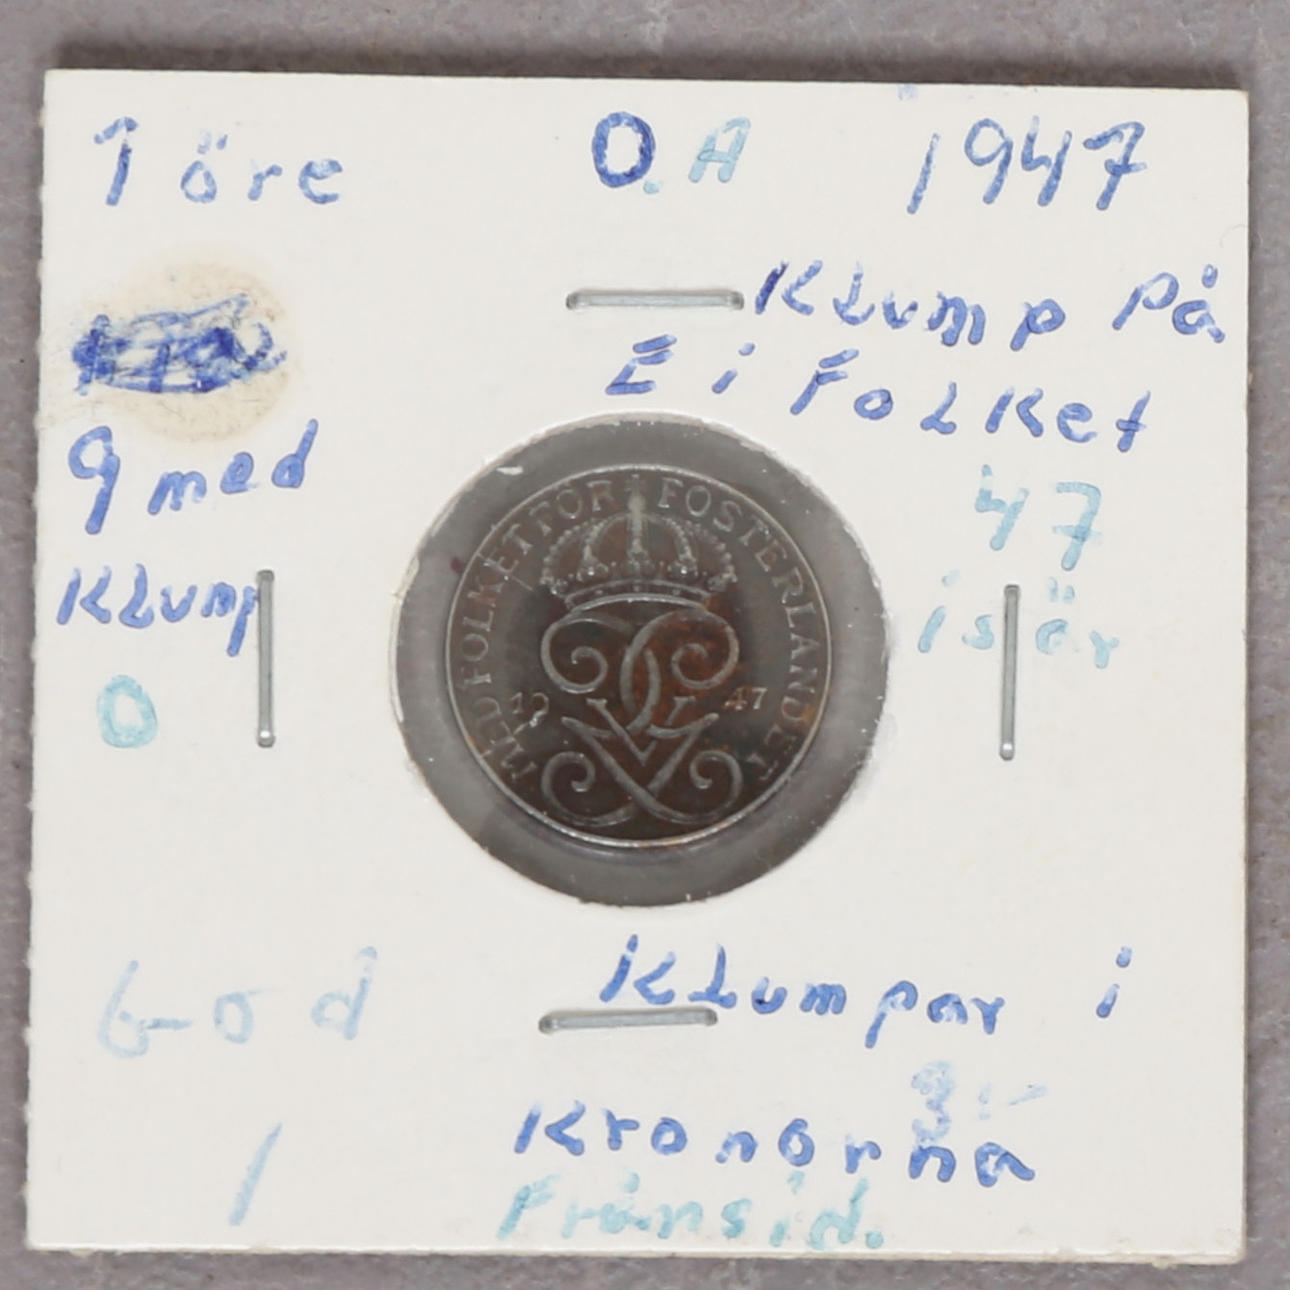 1 öre O.A 1947
Klump på
E i Folket
9 med
Klump
O
47
isär
MED FOLKET FÖR FOSTERLANDET
19 47
God
1
Klumpar i
3:-
Kronorna
Frånsid.